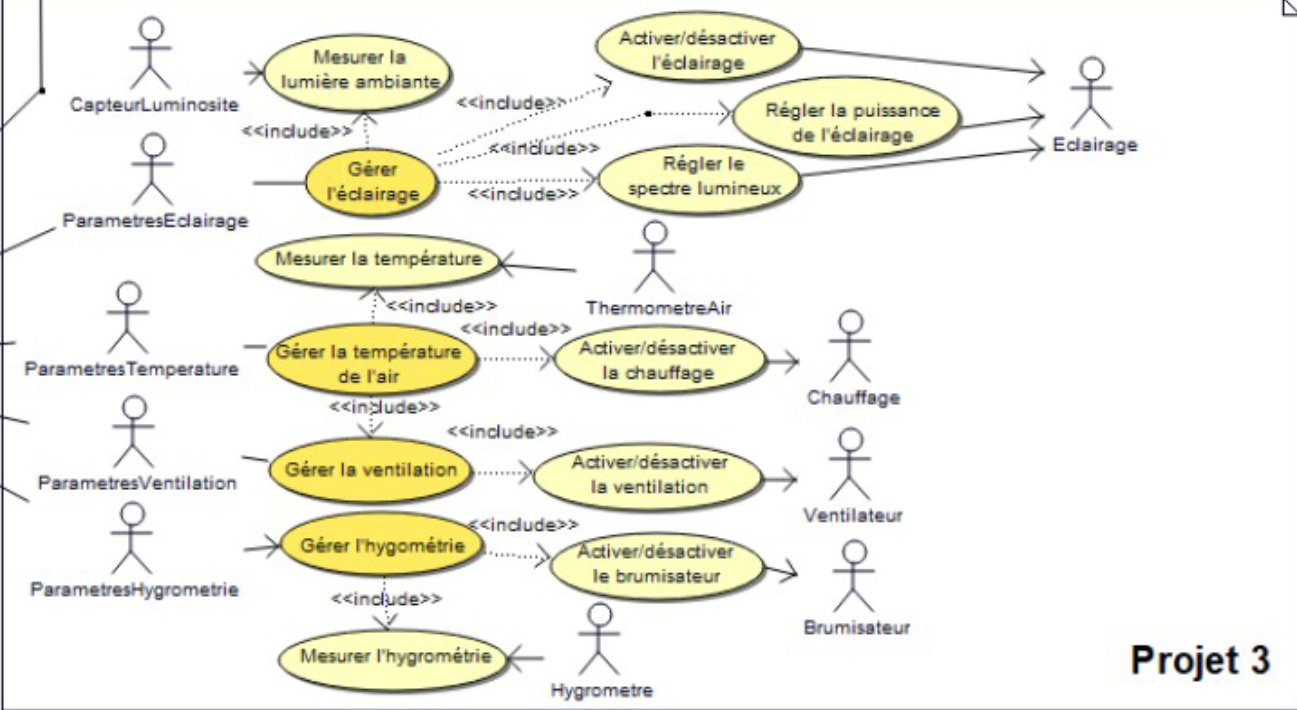 Activer/désactiver
l'éclairage
Mesurer la
lumière ambiante
CapteurLuminosite
<<include>>
<<include>>
Régler la puissance
de l'éclairage
Eclairage
<<include>>
Gérer
l'éclairage
<<include>>
Régler le
spectre lumineux
ParametresEclairage
Mesurer la température
ThermometreAir
<<include>>
<<include>>
ParametresTemperature
Gérer la température
de l'air
Activer/désactiver
la chauffage
Chauffage
<<include>>
<<include>>
ParametresVentilation
Gérer la ventilation
Activer/désactiver
la ventilation
Ventilateur
<<include>>
ParametresHygrometrie
Gérer l'hygométrie
Activer/désactiver
le brumisateur
Brumisateur
<<include>>
Mesurer l'hygrométrie
Hygrometre
Projet 3